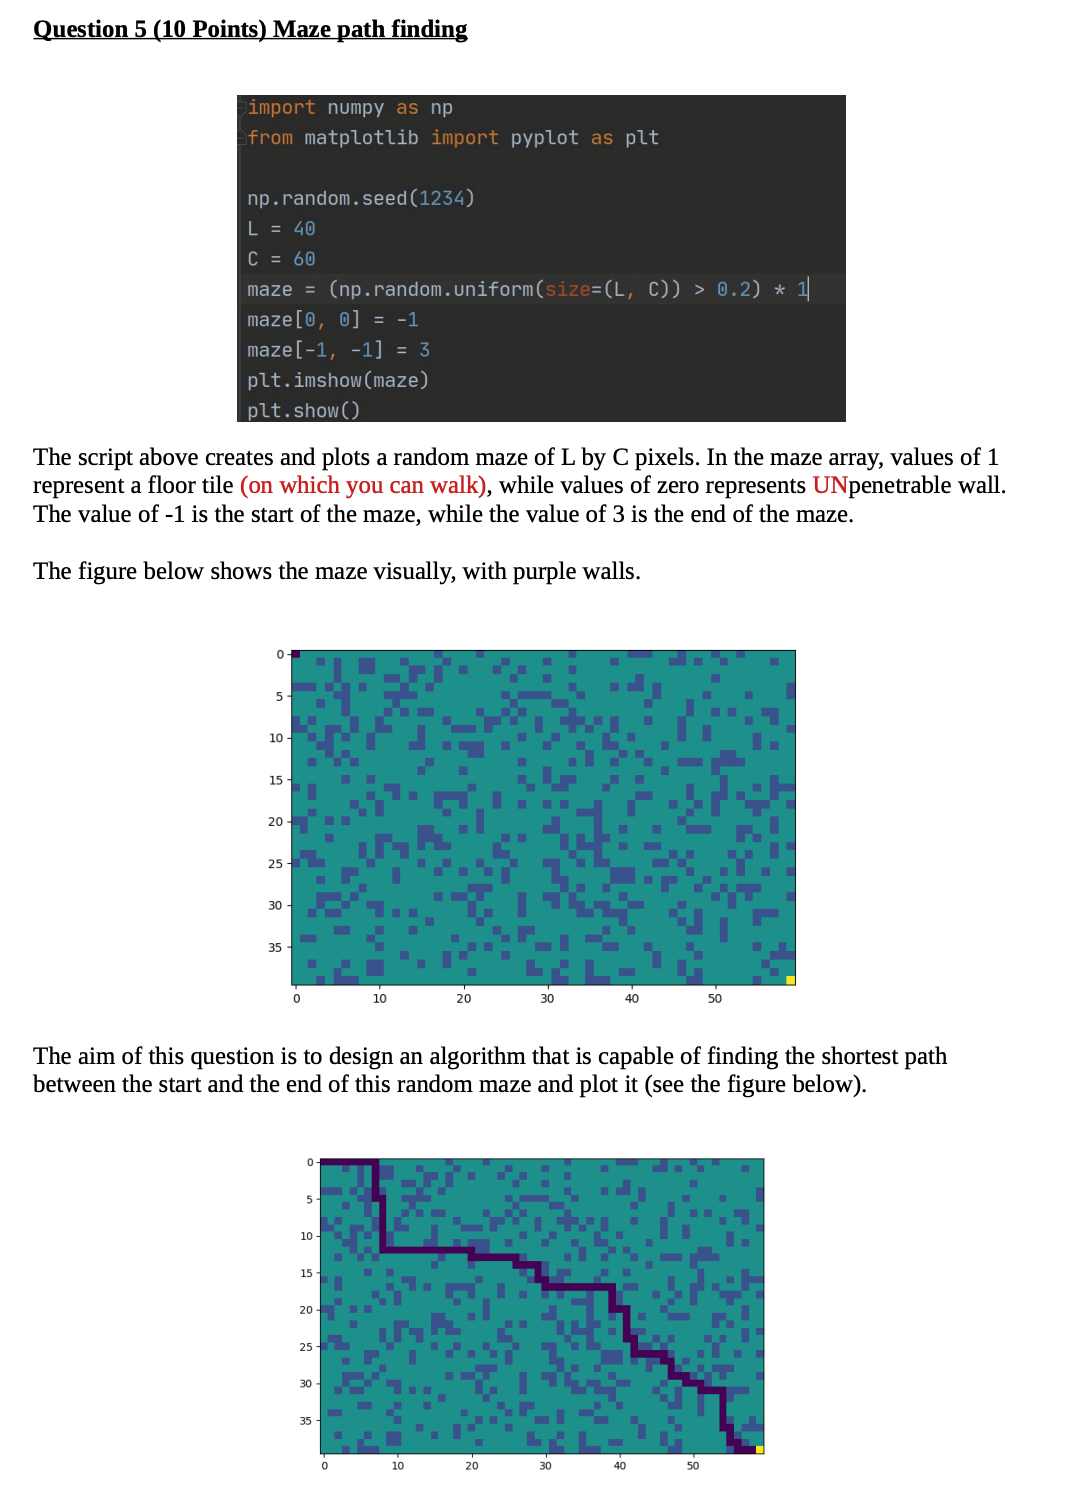 Question 5 (10 Points) Maze path finding
import numpy as np
from matplotlib import pyplot as plt
np.random.seed(1234)
L = 40
C = 60
maze = (np.random.uniform(size=(L, C)) > 0.2) * 1
maze[0, 0] = -1
maze[-1, -1] = 3
plt.imshow(maze)
plt.show()
The script above creates and plots a random maze of L by C pixels. In the maze array, values of 1
represent a floor tile (on which you can walk), while values of zero represents UNpenetrable wall.
The value of -1 is the start of the maze, while the value of 3 is the end of the maze.
The figure below shows the maze visually, with purple walls.
0
5
10
15
20
25
30
35
0 10 20 30 40 50
The aim of this question is to design an algorithm that is capable of finding the shortest path
between the start and the end of this random maze and plot it (see the figure below).
0
5
10
15
20
25
30
35
0 10 20 30 40 50